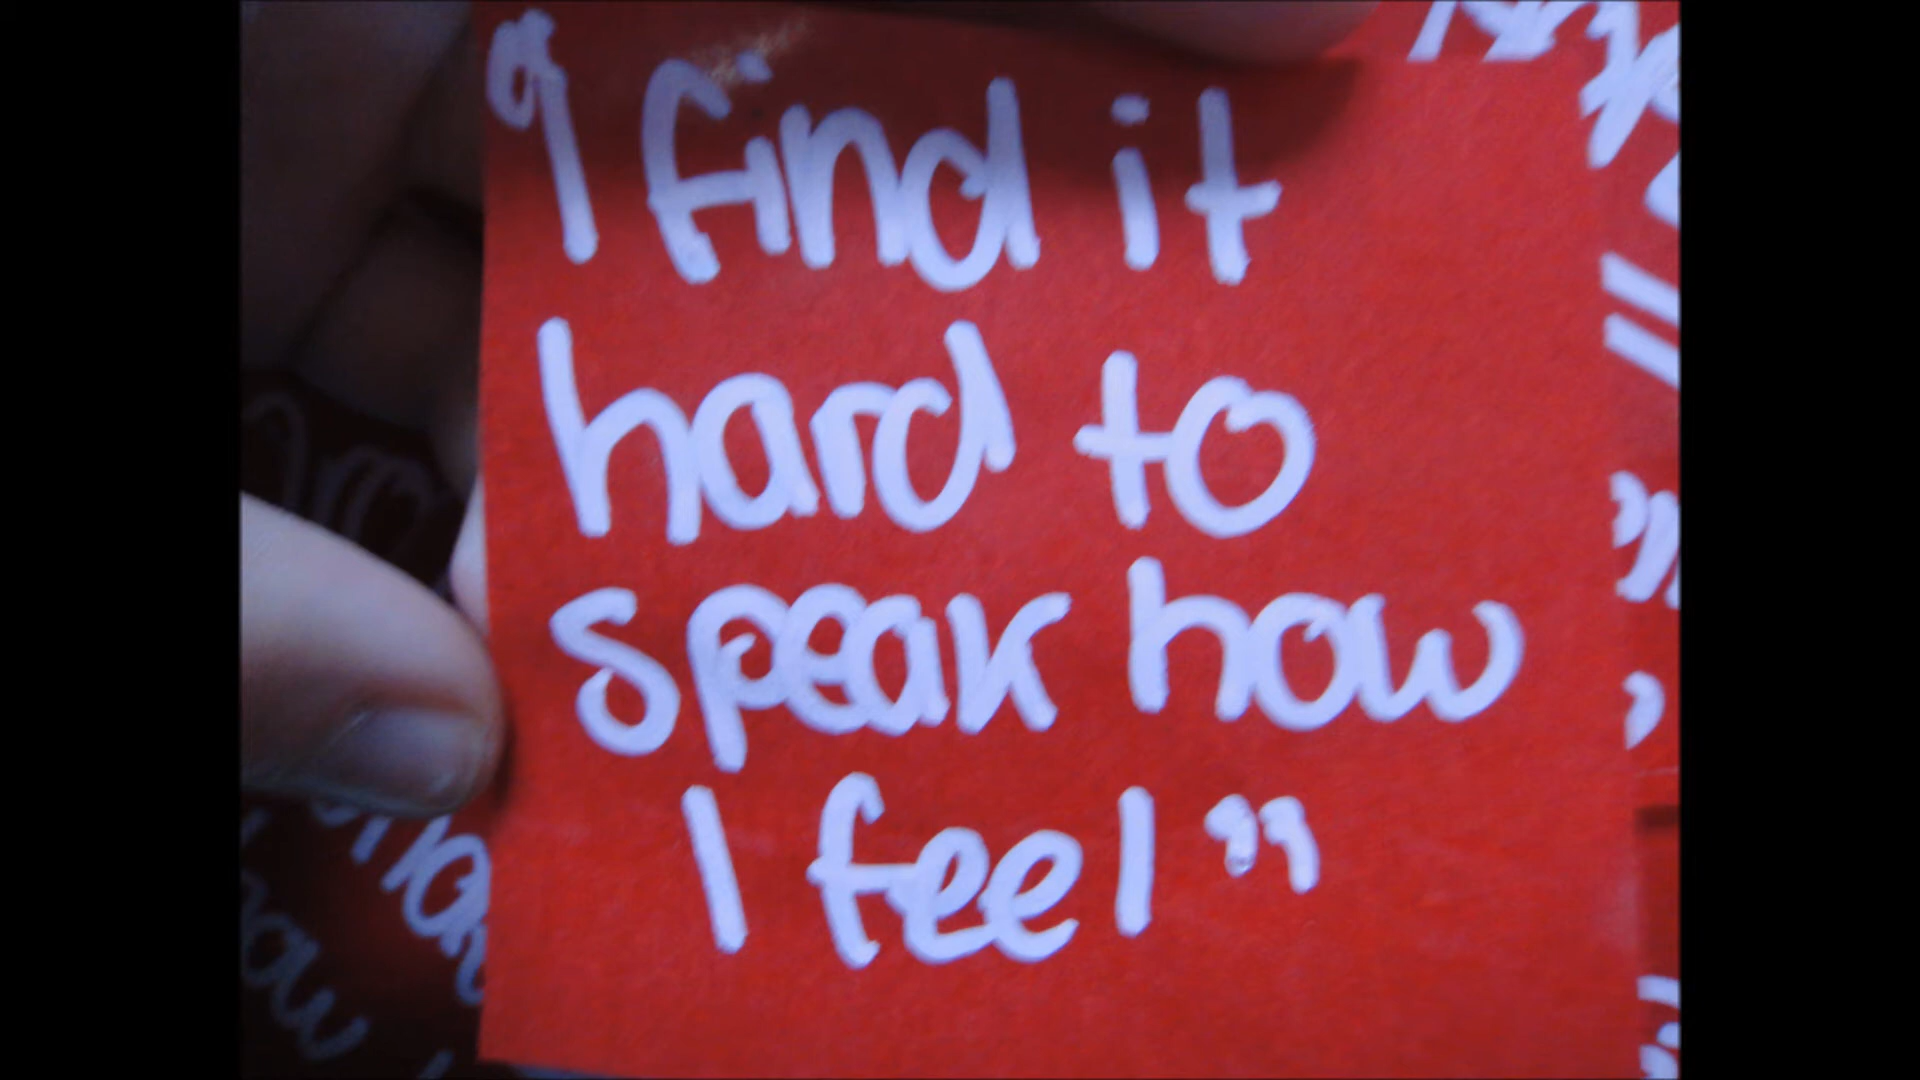 "I find it
hard to
speak how
I feel"